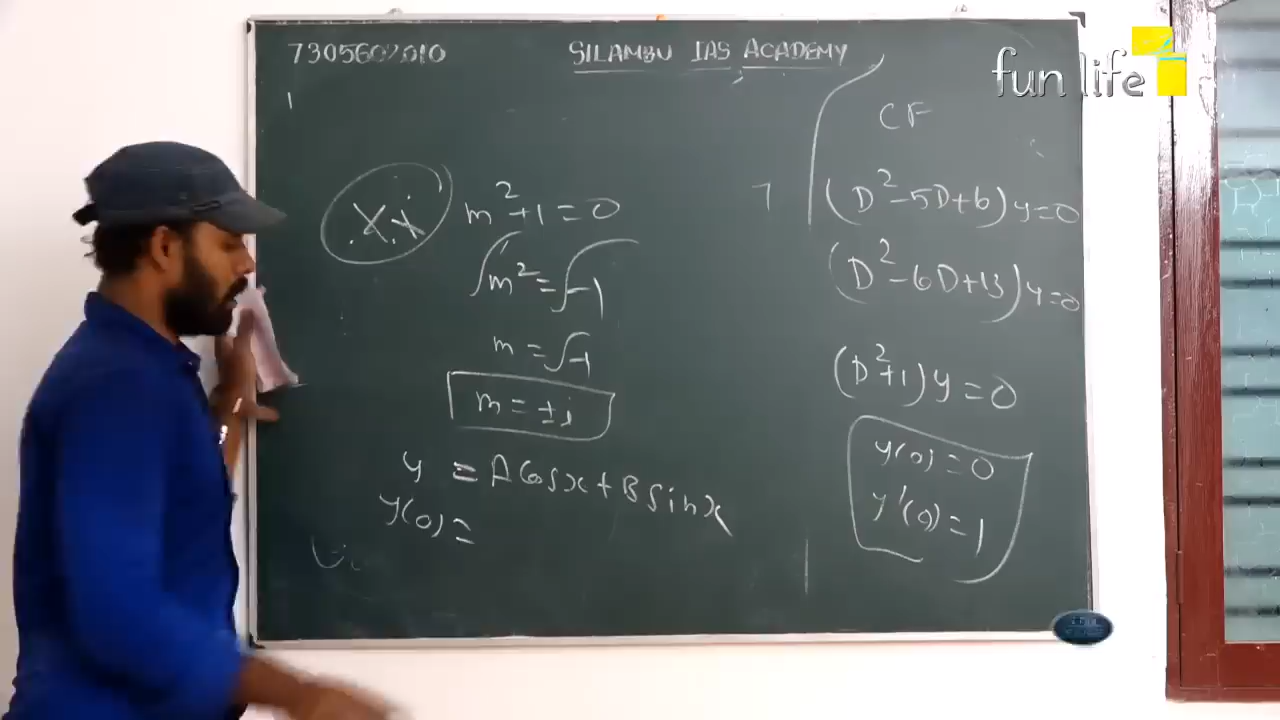 7305602010
SILAMBU IAS ACADEMY
fun life
X.x
m²+1=0
√m²=√-1
m=√-1
m=±i
y=A Cosx+B sinx
y(0)=
CF
(D²-5D+6)y=0
(D²-6D+13)y=0
(D²+1)y=0
y(0)=0
y'(0)=1